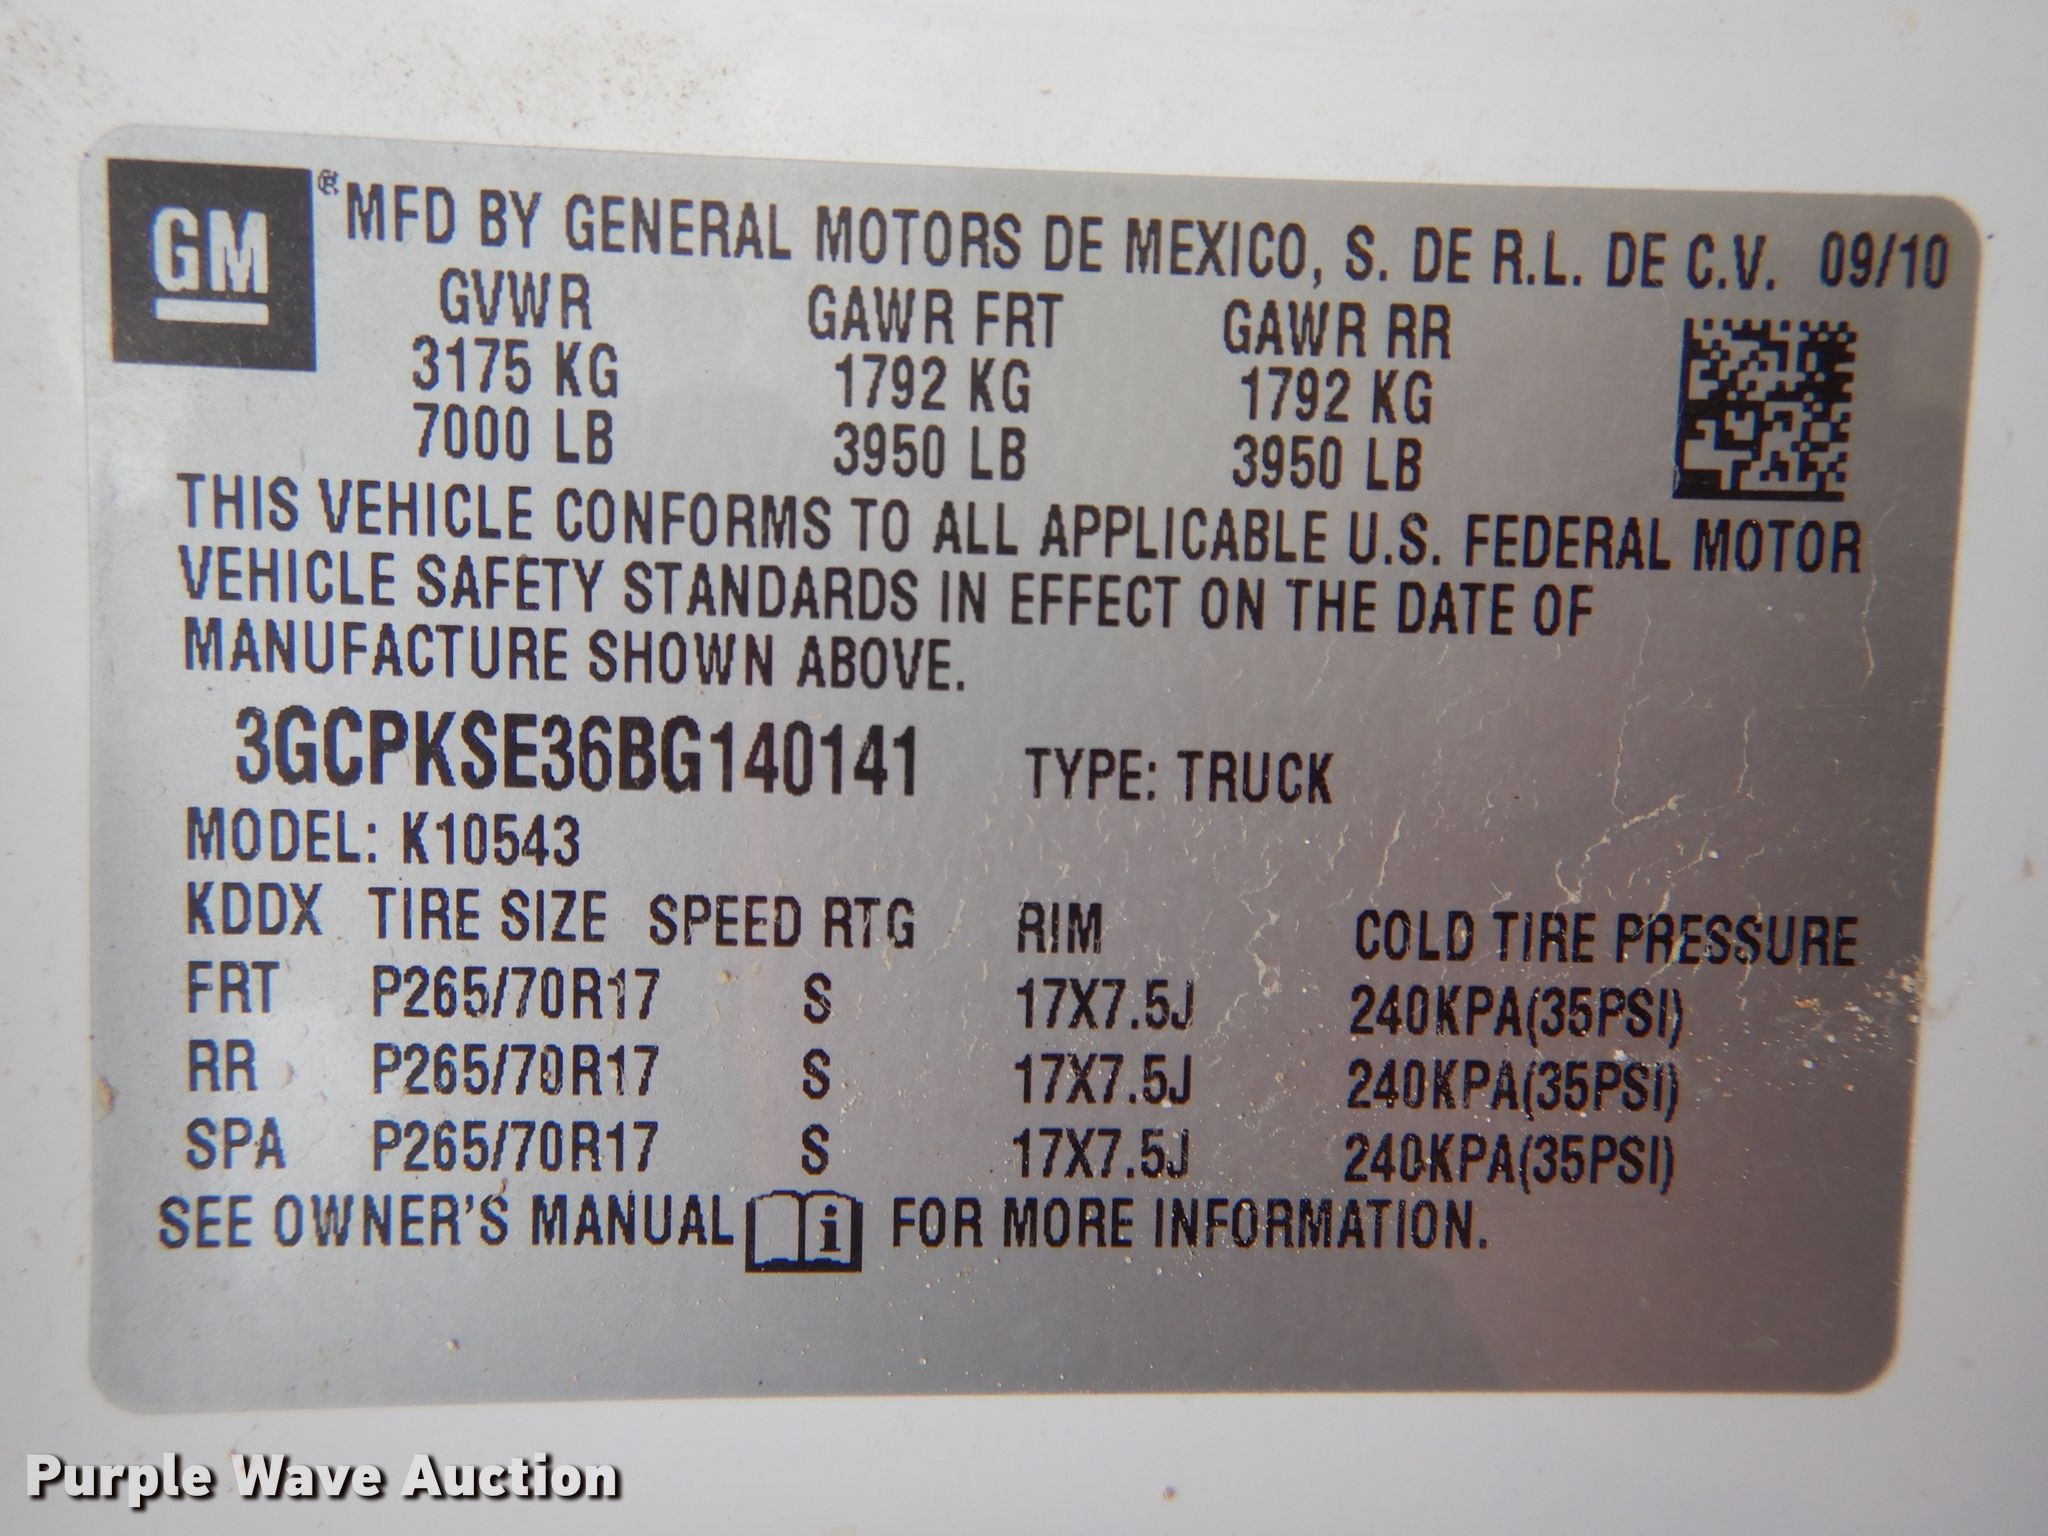 GM
® MFD BY GENERAL MOTORS DE MEXICO, S. DE R.L. DE C.V. 09/10
GVWR GAWR FRT GAWR RR
3175 KG 1792 KG 1792 KG
7000 LB 3950 LB 3950 LB
THIS VEHICLE CONFORMS TO ALL APPLICABLE U.S. FEDERAL MOTOR
VEHICLE SAFETY STANDARDS IN EFFECT ON THE DATE OF
MANUFACTURE SHOWN ABOVE.
3GCPKSE36BG140141 TYPE: TRUCK
MODEL: K10543
KDDX TIRE SIZE SPEED RTG RIM COLD TIRE PRESSURE
FRT P265/70R17 S 17X7.5J 240KPA(35PSI)
RR P265/70R17 S 17X7.5J 240KPA(35PSI)
SPA P265/70R17 S 17X7.5J 240KPA(35PSI)
SEE OWNER'S MANUAL i FOR MORE INFORMATION.
Purple Wave Auction